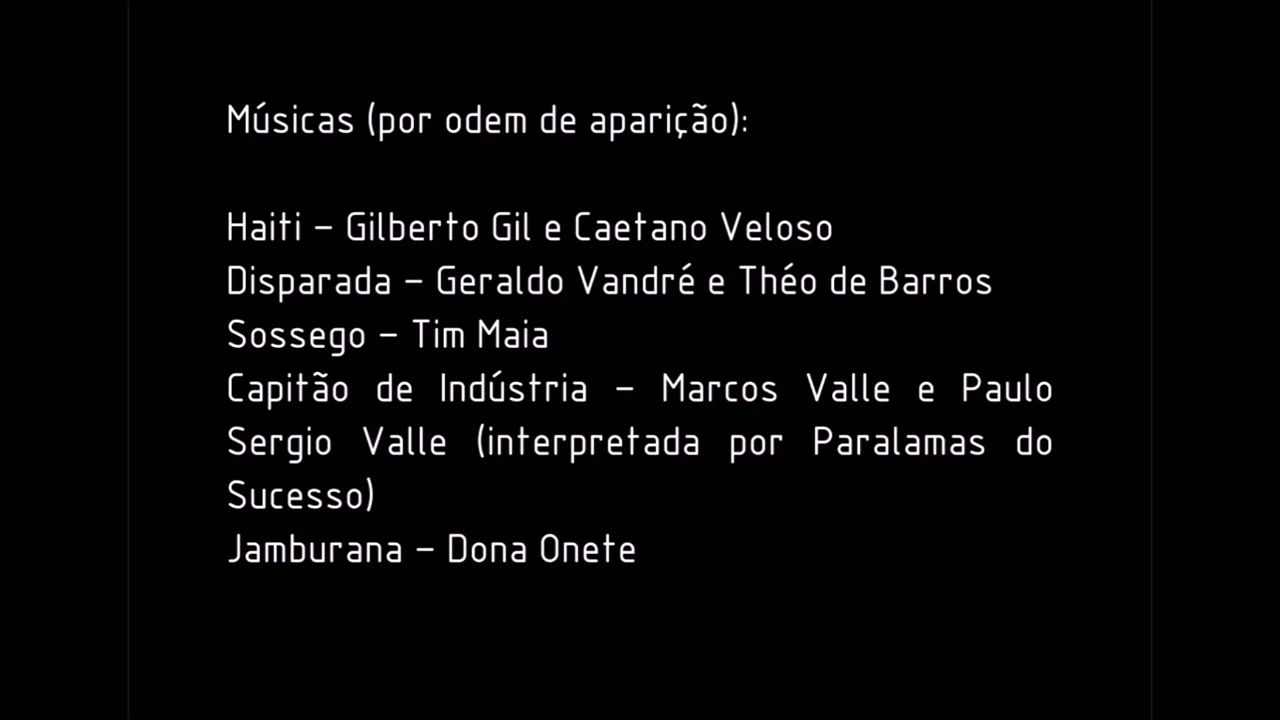 Músicas (por odem de aparição):
Haiti – Gilberto Gil e Caetano Veloso
Disparada – Geraldo Vandré e Théo de Barros
Sossego – Tim Maia
Capitão de Indústria – Marcos Valle e Paulo
Sergio Valle (interpretada por Paralamas do
Sucesso)
Jamburana – Dona Onete